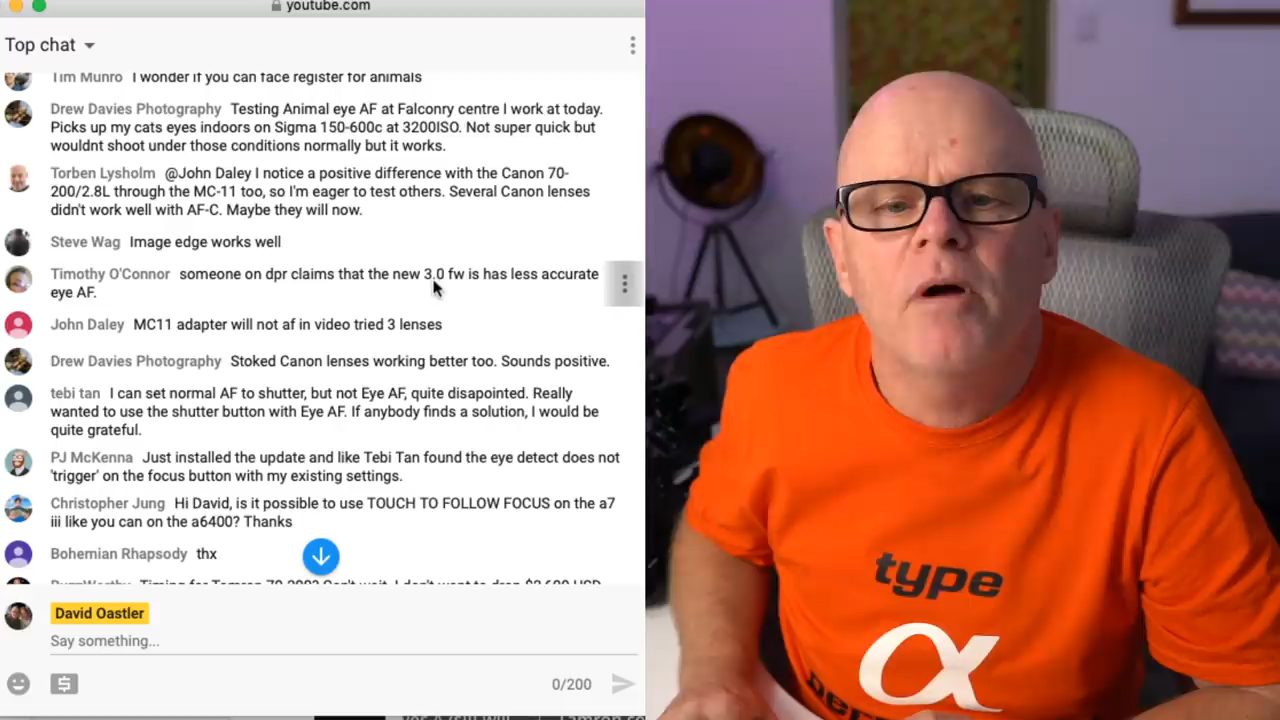 youtube.com
Top chat
Tim Munro I wonder if you can face register for animals
Drew Davies Photography Testing Animal eye AF at Falconry centre I work at today.
Picks up my cats eyes indoors on Sigma 150-600c at 3200ISO. Not super quick but
wouldnt shoot under those conditions normally but it works.
Torben Lysholm @John Daley I notice a positive difference with the Canon 70-
200/2.8L through the MC-11 too, so I'm eager to test others. Several Canon lenses
didn't work well with AF-C. Maybe they will now.
Steve Wag Image edge works well
Timothy O'Connor someone on dpr claims that the new 3.0 fw is has less accurate
eye AF.
John Daley MC11 adapter will not af in video tried 3 lenses
Drew Davies Photography Stoked Canon lenses working better too. Sounds positive.
tebi tan I can set normal AF to shutter, but not Eye AF, quite disapointed. Really
wanted to use the shutter button with Eye AF. If anybody finds a solution, I would be
quite grateful.
PJ McKenna Just installed the update and like Tebi Tan found the eye detect does not
'trigger' on the focus button with my existing settings.
Christopher Jung Hi David, is it possible to use TOUCH TO FOLLOW FOCUS on the a7
iii like you can on the a6400? Thanks
Bohemian Rhapsody thx
David Oastler
Say something...
0/200
type
α